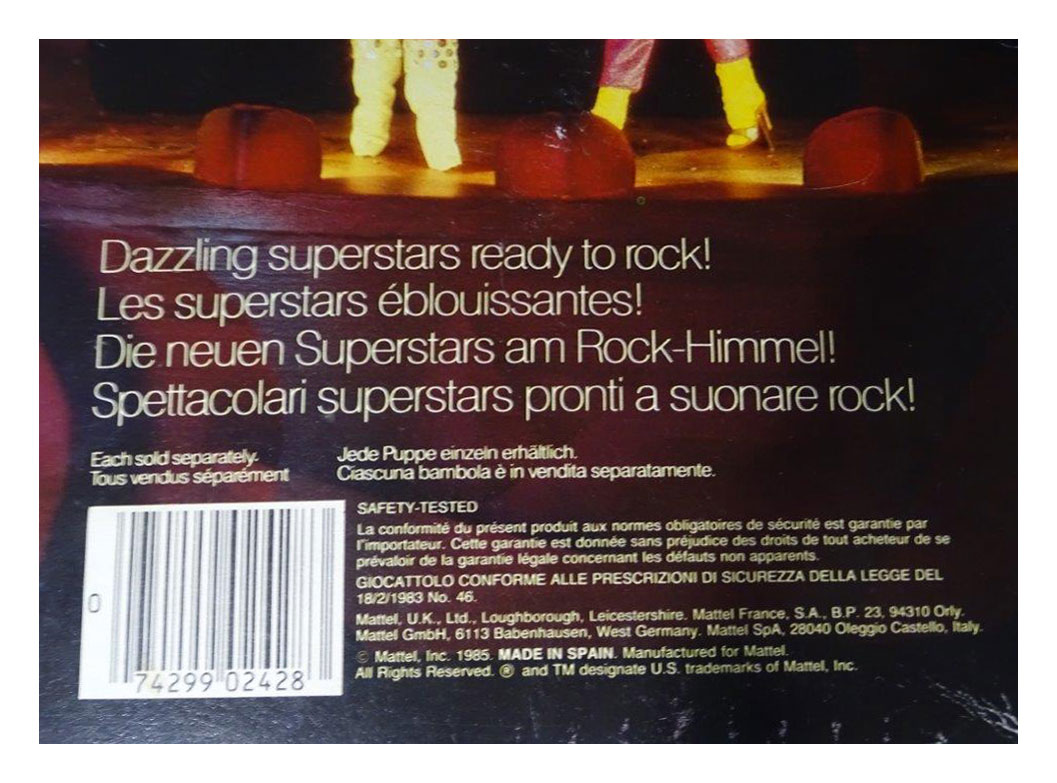 Dazzling superstars ready to rock!
Les superstars éblouissantes!
Die neuen Superstars am Rock-Himmel!
Spettacolari superstars pronti a suonare rock!
Each sold separately.
Tous vendus séparément
Jede Puppe einzeln erhältlich.
Ciascuna bambola è in vendita separatamente.
SAFETY-TESTED
La conformité du présent produit aux normes obligatoires de sécurité est garantie par
l'importateur. Cette garantie est donnée sans préjudice des droits de tout acheteur de se
prévaloir de la garantie légale concernant les défauts non apparents.
GIOCATTOLO CONFORME ALLE PRESCRIZIONI DI SICUREZZA DELLA LEGGE DEL
18/2/1983 No. 46.
Mattel, U.K., Ltd., Loughborough, Leicestershire. Mattel France, S.A., B.P. 23, 94310 Orly.
Mattel GmbH, 6113 Babenhausen, West Germany. Mattel SpA, 28040 Oleggio Castello, Italy.
© Mattel, Inc. 1985. MADE IN SPAIN. Manufactured for Mattel.
All Rights Reserved. ® and TM designate U.S. trademarks of Mattel, Inc.
0
74299 02428